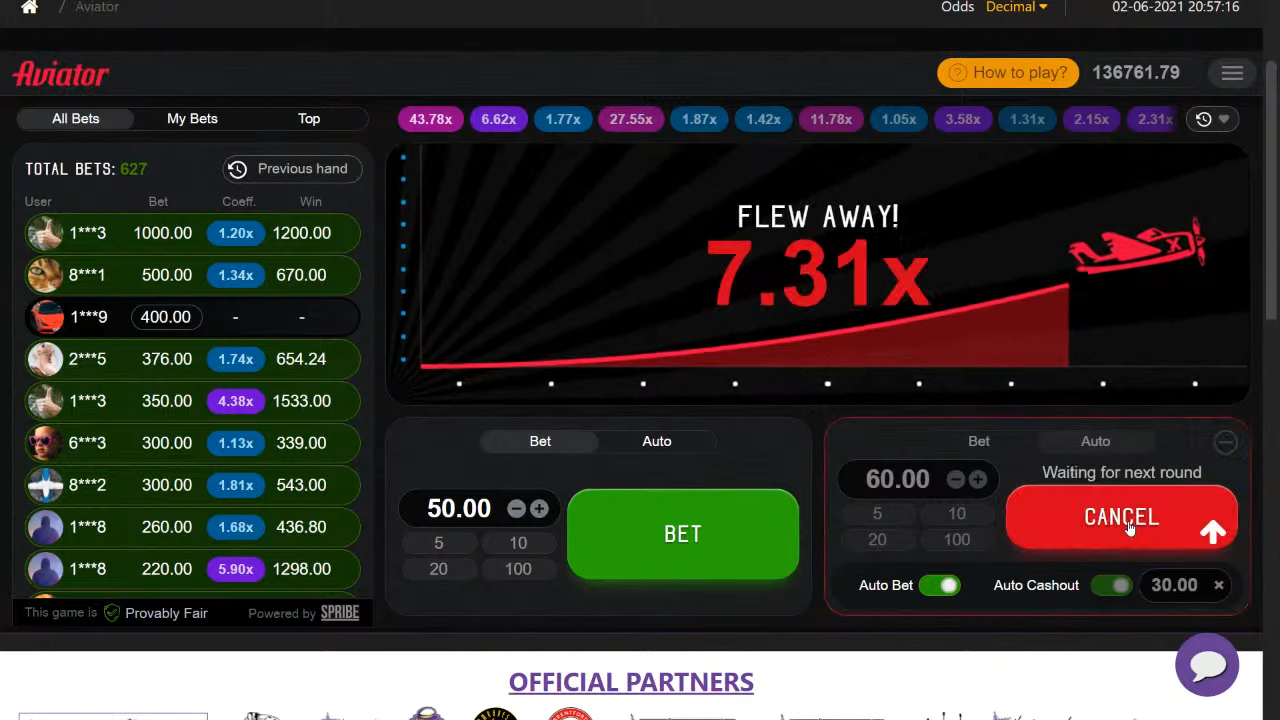 / Aviator
Odds Decimal 02-06-2021 20:57:16
Aviator
? How to play?
136761.79
All Bets My Bets Top
43.78x 6.62x 1.77x 27.55x 1.87x 1.42x 11.78x 1.05x 3.58x 1.31x 2.15x 2.31x
TOTAL BETS: 627
Previous hand
User Bet Coeff. Win
1***3 1000.00 1.20x 1200.00
8***1 500.00 1.34x 670.00
1***9 400.00 - -
2***5 376.00 1.74x 654.24
1***3 350.00 4.38x 1533.00
6***3 300.00 1.13x 339.00
8***2 300.00 1.81x 543.00
1***8 260.00 1.68x 436.80
1***8 220.00 5.90x 1298.00
This game is Provably Fair Powered by SPRIBE
FLEW AWAY!
7.31x
Bet Auto
50.00
5 10
20 100
BET
Bet Auto
60.00
5 10
20 100
Waiting for next round
CANCEL
Auto Bet Auto Cashout 30.00 ×
OFFICIAL PARTNERS